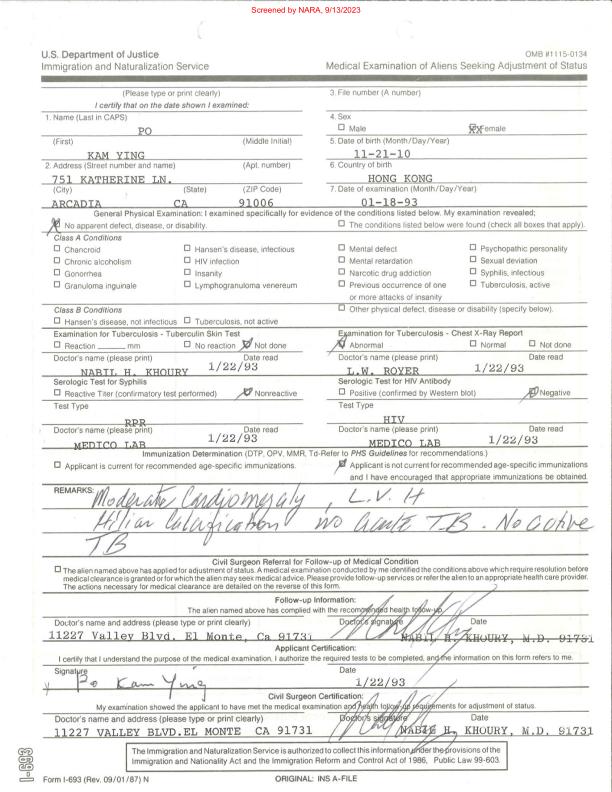 Screened by NARA, 9/13/2023
U.S. Department of Justice
Immigration and Naturalization Service
OMB #1115-0134
Medical Examination of Aliens Seeking Adjustment of Status
(Please type or print clearly)
I certify that on the date shown I examined:
3. File number (A number)
1. Name (Last in CAPS)
PO
4. Sex
Male
Female
(First)
(Middle Initial)
KAM YING
5. Date of birth (Month/Day/Year)
11-21-10
2. Address (Street number and name)
(Apt. number)
751 KATHERINE LN.
6. Country of birth
HONG KONG
(City)
(State)
(ZIP Code)
ARCADIA CA 91006
7. Date of examination (Month/Day/Year)
01-18-93
General Physical Examination: I examined specifically for evidence of the conditions listed below. My examination revealed;
No apparent defect, disease, or disability.
The conditions listed below were found (check all boxes that apply).
Class A Conditions
Chancroid
Hansen's disease, infectious
Mental defect
Psychopathic personality
Chronic alcoholism
HIV infection
Mental retardation
Sexual deviation
Gonorrhea
Insanity
Narcotic drug addiction
Syphilis, infectious
Granuloma inguinale
Lymphogranuloma venereum
Previous occurrence of one
or more attacks of insanity
Tuberculosis, active
Class B Conditions
Hansen's disease, not infectious
Tuberculosis, not active
Other physical defect, disease or disability (specify below).
Examination for Tuberculosis - Tuberculin Skin Test
Reaction ______ mm
No reaction
Not done
Examination for Tuberculosis - Chest X-Ray Report
Abnormal
Normal
Not done
Doctor's name (please print)
Date read
NABIL H. KHOURY 1/22/93
Doctor's name (please print)
Date read
L.W. ROYER 1/22/93
Serologic Test for Syphilis
Reactive Titer (confirmatory test performed)
Nonreactive
Serologic Test for HIV Antibody
Positive (confirmed by Western blot)
Negative
Test Type
RPR
Test Type
HIV
Doctor's name (please print)
Date read
MEDICO LAB 1/22/93
Doctor's name (please print)
Date read
MEDICO LAB 1/22/93
Immunization Determination (DTP, OPV, MMR, Td-Refer to PHS Guidelines for recommendations.)
Applicant is current for recommended age-specific immunizations.
Applicant is not current for recommended age-specific immunizations
and I have encouraged that appropriate immunizations be obtained.
REMARKS: Moderate Cardiomegaly, L.V.H
Hiliar Calcification no acute T.B. No active
TB
Civil Surgeon Referral for Follow-up of Medical Condition
The alien named above has applied for adjustment of status. A medical examination conducted by me identified the conditions above which require resolution before
medical clearance is granted or for which the alien may seek medical advice. Please provide follow-up services or refer the alien to an appropriate health care provider.
The actions necessary for medical clearance are detailed on the reverse of this form.
Follow-up Information:
The alien named above has complied with the recommended health follow-up.
Doctor's name and address (please type or print clearly)
Doctor's signature
Date
11227 Valley Blvd. El Monte, Ca 91731
NABIL H. KHOURY, M.D. 91731
Applicant Certification:
I certify that I understand the purpose of the medical examination, I authorize the required tests to be completed, and the information on this form refers to me.
Signature
Po Kam Ying
Date
1/22/93
Civil Surgeon Certification:
My examination showed the applicant to have met the medical examination and health follow-up requirements for adjustment of status.
Doctor's name and address (please type or print clearly)
Doctor's signature
Date
11227 VALLEY BLVD.EL MONTE CA 91731
NABIL H. KHOURY, M.D. 91731
The Immigration and Naturalization Service is authorized to collect this information under the provisions of the
Immigration and Nationality Act and the Immigration Reform and Control Act of 1986, Public Law 99-603.
I-693
Form I-693 (Rev. 09/01/87) N
ORIGINAL: INS A-FILE